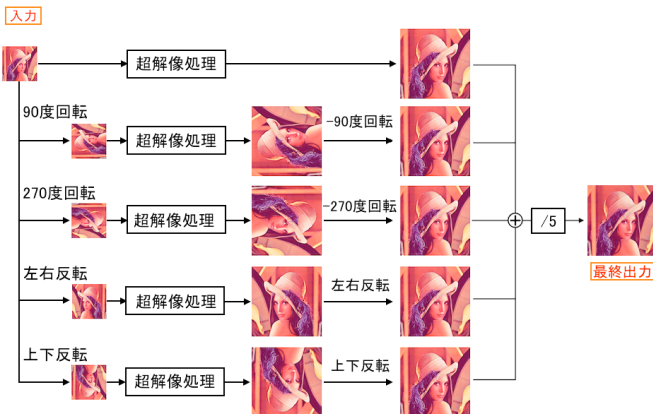 入力
超解像処理
90度回転
超解像処理
-90度回転
270度回転
超解像処理
-270度回転
/5
最終出力
左右反転
超解像処理
左右反転
上下反転
超解像処理
上下反転